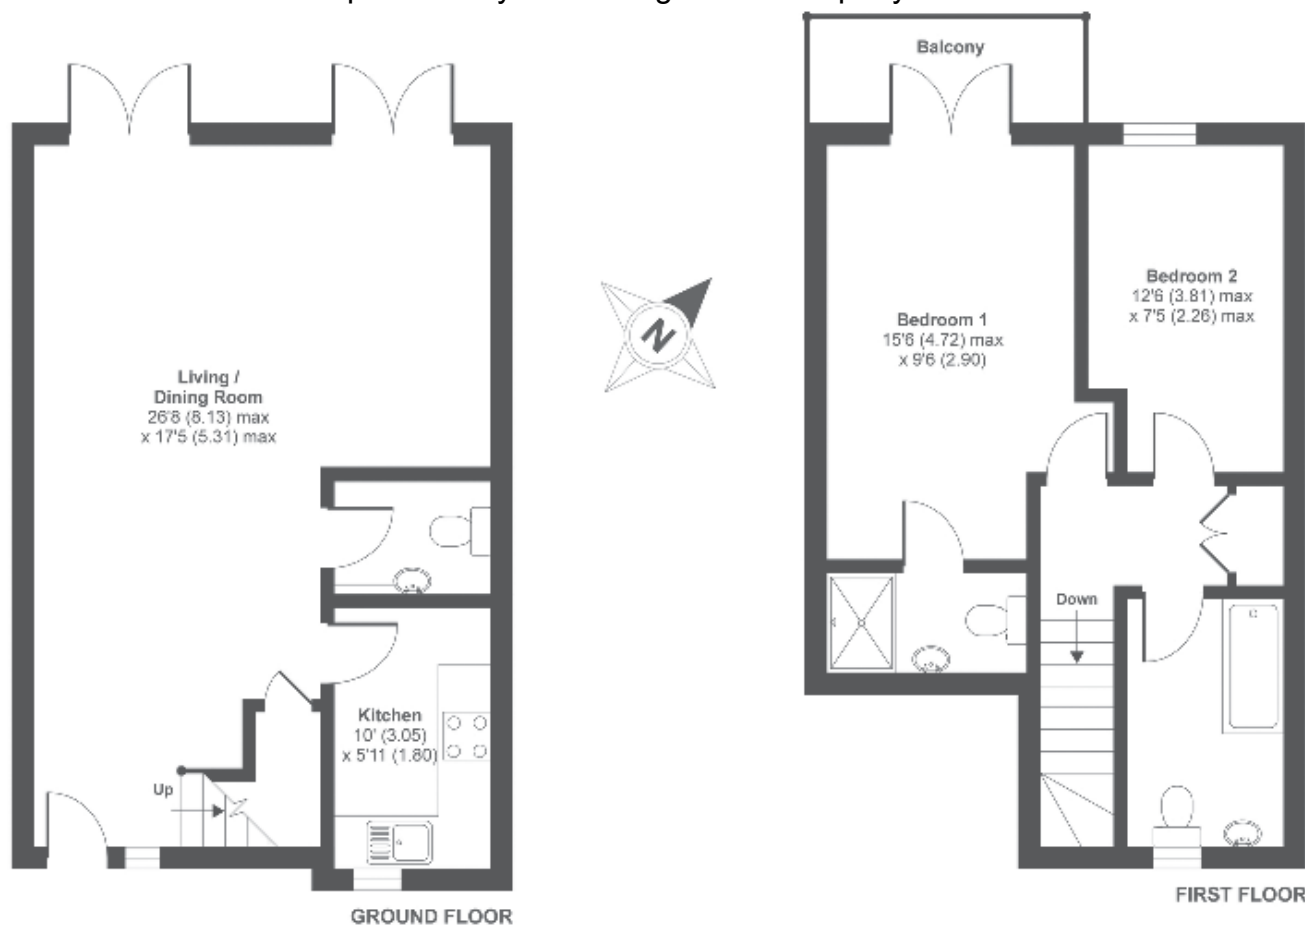 Balcony
Living /
Dining Room
26'8 (8.13) max
x 17'5 (5.31) max
Kitchen
10' (3.05)
x 5'11 (1.80)
Up
GROUND FLOOR
N
Bedroom 1
15'6 (4.72) max
x 9'6 (2.90)
Bedroom 2
12'6 (3.81) max
x 7'5 (2.26) max
Down
FIRST FLOOR